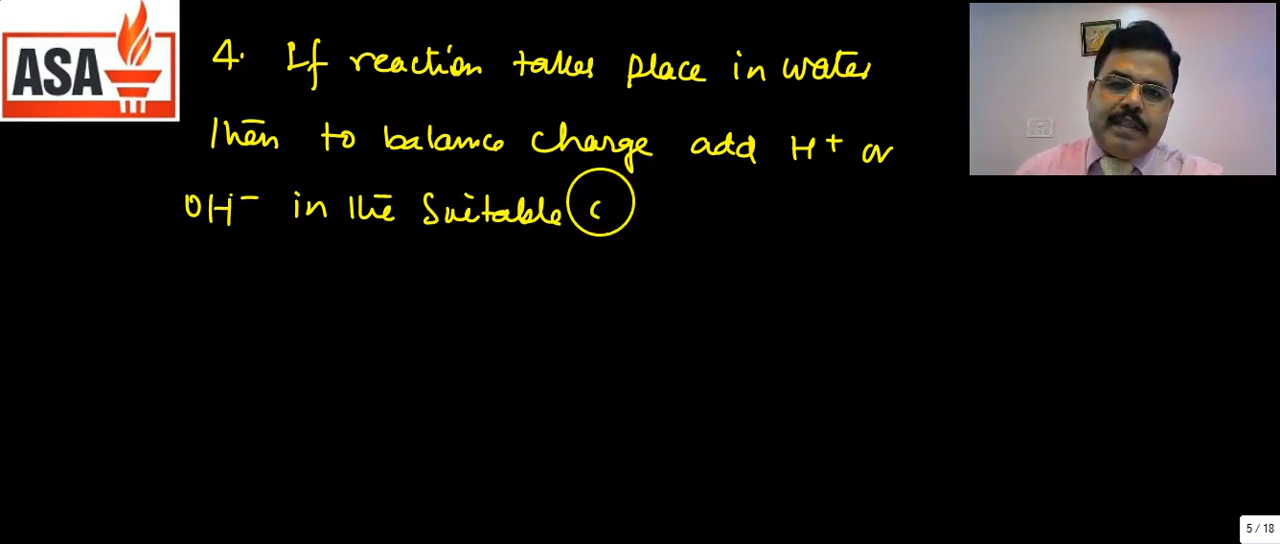 ASA
4. If reaction takes place in water
then to balance charge add H+ or
OH- in the suitable
5 / 18